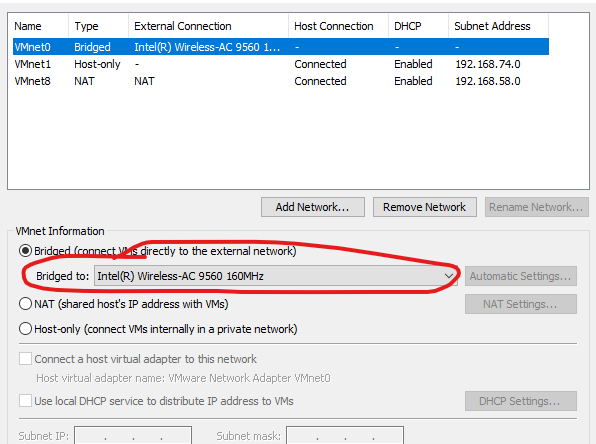 Name Type External Connection Host Connection DHCP Subnet Address
VMnet0 Bridged Intel(R) Wireless-AC 9560 1... - - -
VMnet1 Host-only - Connected Enabled 192.168.74.0
VMnet8 NAT NAT Connected Enabled 192.168.58.0
Add Network... Remove Network Rename Network...
VMnet Information
Bridged (connect VMs directly to the external network)
Bridged to: Intel(R) Wireless-AC 9560 160MHz Automatic Settings...
NAT (shared host's IP address with VMs) NAT Settings...
Host-only (connect VMs internally in a private network)
Connect a host virtual adapter to this network
Host virtual adapter name: VMware Network Adapter VMnet0
Use local DHCP service to distribute IP address to VMs DHCP Settings...
Subnet IP: . . . Subnet mask: . . .